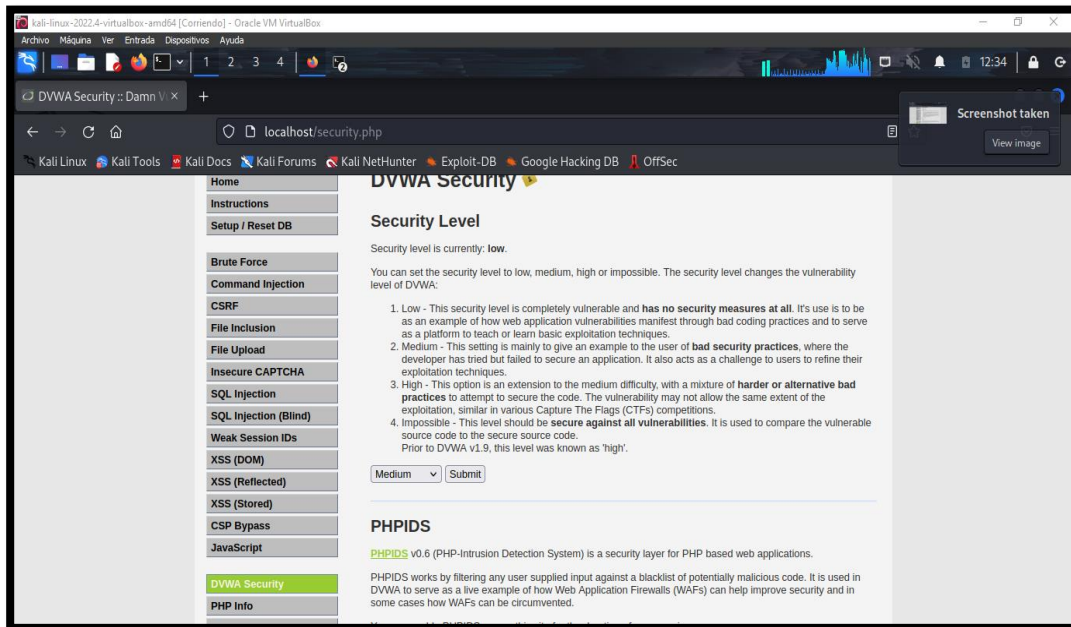 kali-linux-2022.4-virtualbox-amd64 [Corriendo] - Oracle VM VirtualBox
Archivo Máquina Ver Entrada Dispositivos Ayuda
1 2 3 4
12:34
DVWA Security :: Damn V
Screenshot taken
View image
localhost/security.php
Kali Linux Kali Tools Kali Docs Kali Forums Kali NetHunter Exploit-DB Google Hacking DB OffSec
Home
Instructions
Setup / Reset DB
Brute Force
Command Injection
CSRF
File Inclusion
File Upload
Insecure CAPTCHA
SQL Injection
SQL Injection (Blind)
Weak Session IDs
XSS (DOM)
XSS (Reflected)
XSS (Stored)
CSP Bypass
JavaScript
DVWA Security
PHP Info
DVWA Security
Security Level
Security level is currently: low.
You can set the security level to low, medium, high or impossible. The security level changes the vulnerability
level of DVWA:
1. Low - This security level is completely vulnerable and has no security measures at all. It's use is to be
as an example of how web application vulnerabilities manifest through bad coding practices and to serve
as a platform to teach or learn basic exploitation techniques.
2. Medium - This setting is mainly to give an example to the user of bad security practices, where the
developer has tried but failed to secure an application. It also acts as a challenge to users to refine their
exploitation techniques.
3. High - This option is an extension to the medium difficulty, with a mixture of harder or alternative bad
practices to attempt to secure the code. The vulnerability may not allow the same extent of the
exploitation, similar in various Capture The Flags (CTFs) competitions.
4. Impossible - This level should be secure against all vulnerabilities. It is used to compare the vulnerable
source code to the secure source code.
Prior to DVWA v1.9, this level was known as 'high'.
Medium Submit
PHPIDS
PHPIDS v0.6 (PHP-Intrusion Detection System) is a security layer for PHP based web applications.
PHPIDS works by filtering any user supplied input against a blacklist of potentially malicious code. It is used in
DVWA to serve as a live example of how Web Application Firewalls (WAFs) can help improve security and in
some cases how WAFs can be circumvented.